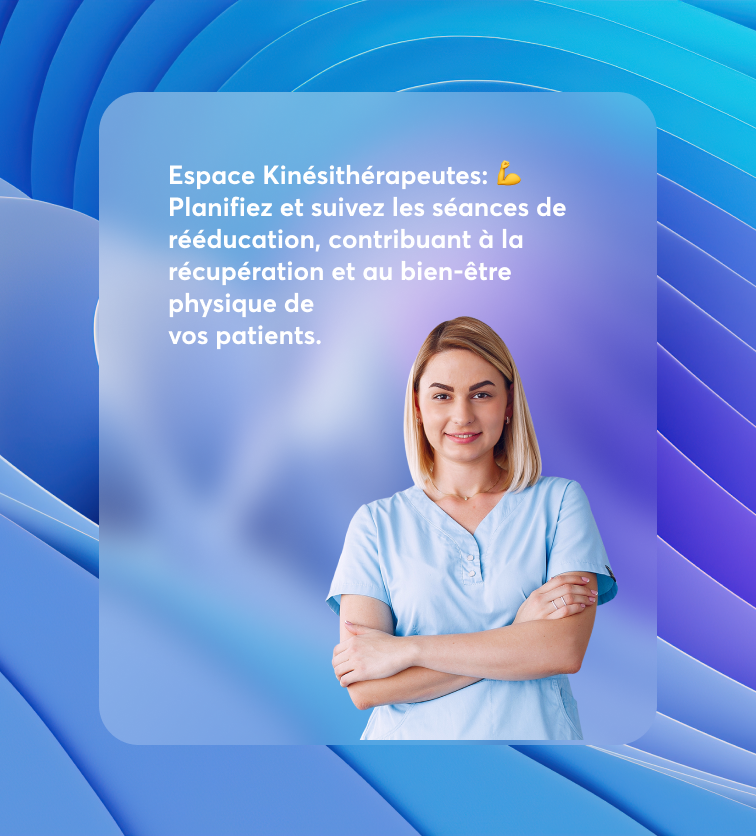 Espace Kinésithérapeutes: 💪
Planifiez et suivez les séances de
rééducation, contribuant à la
récupération et au bien-être
physique de
vos patients.